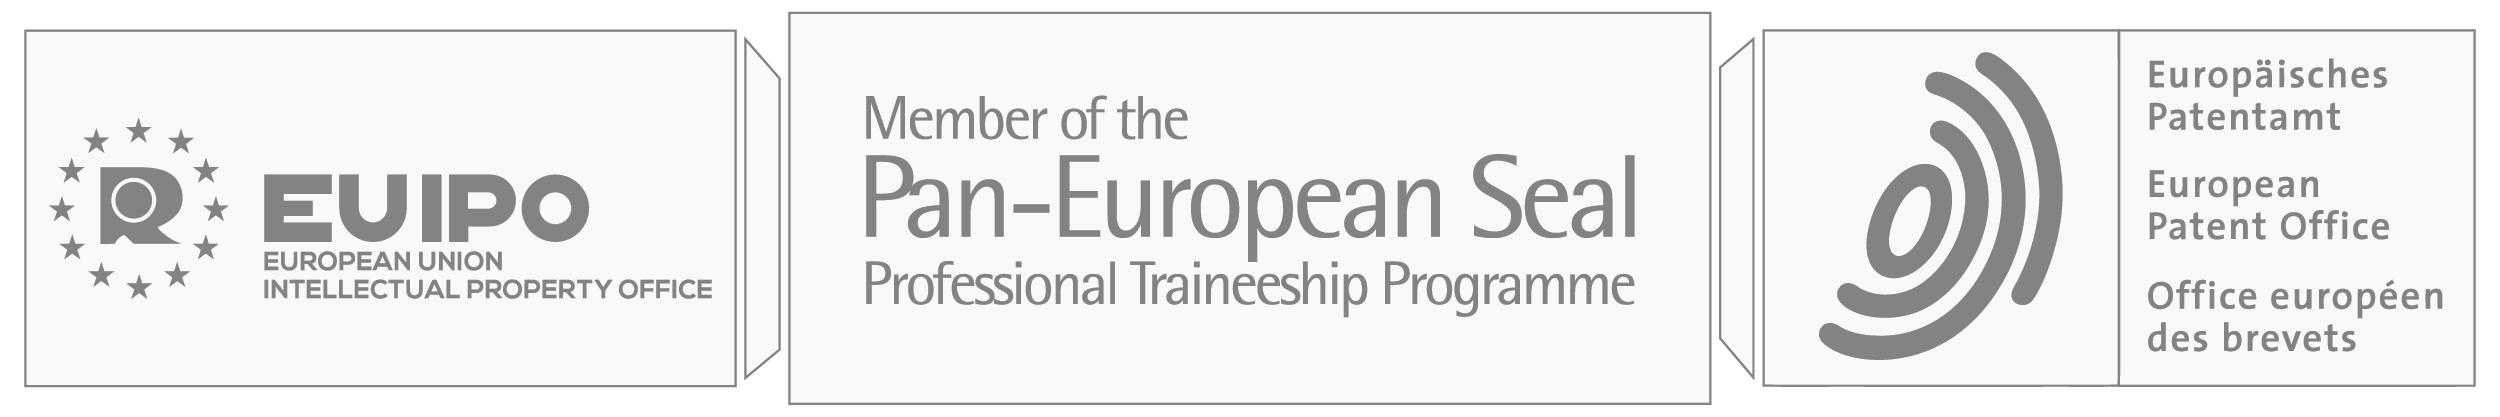 EUIPO
EUROPEAN UNION
INTELLECTUAL PROPERTY OFFICE
Member of the
Pan-European Seal
Professional Traineeship Programme
Europäisches
Patentamt
European
Patent Office
Office européen
des brevets